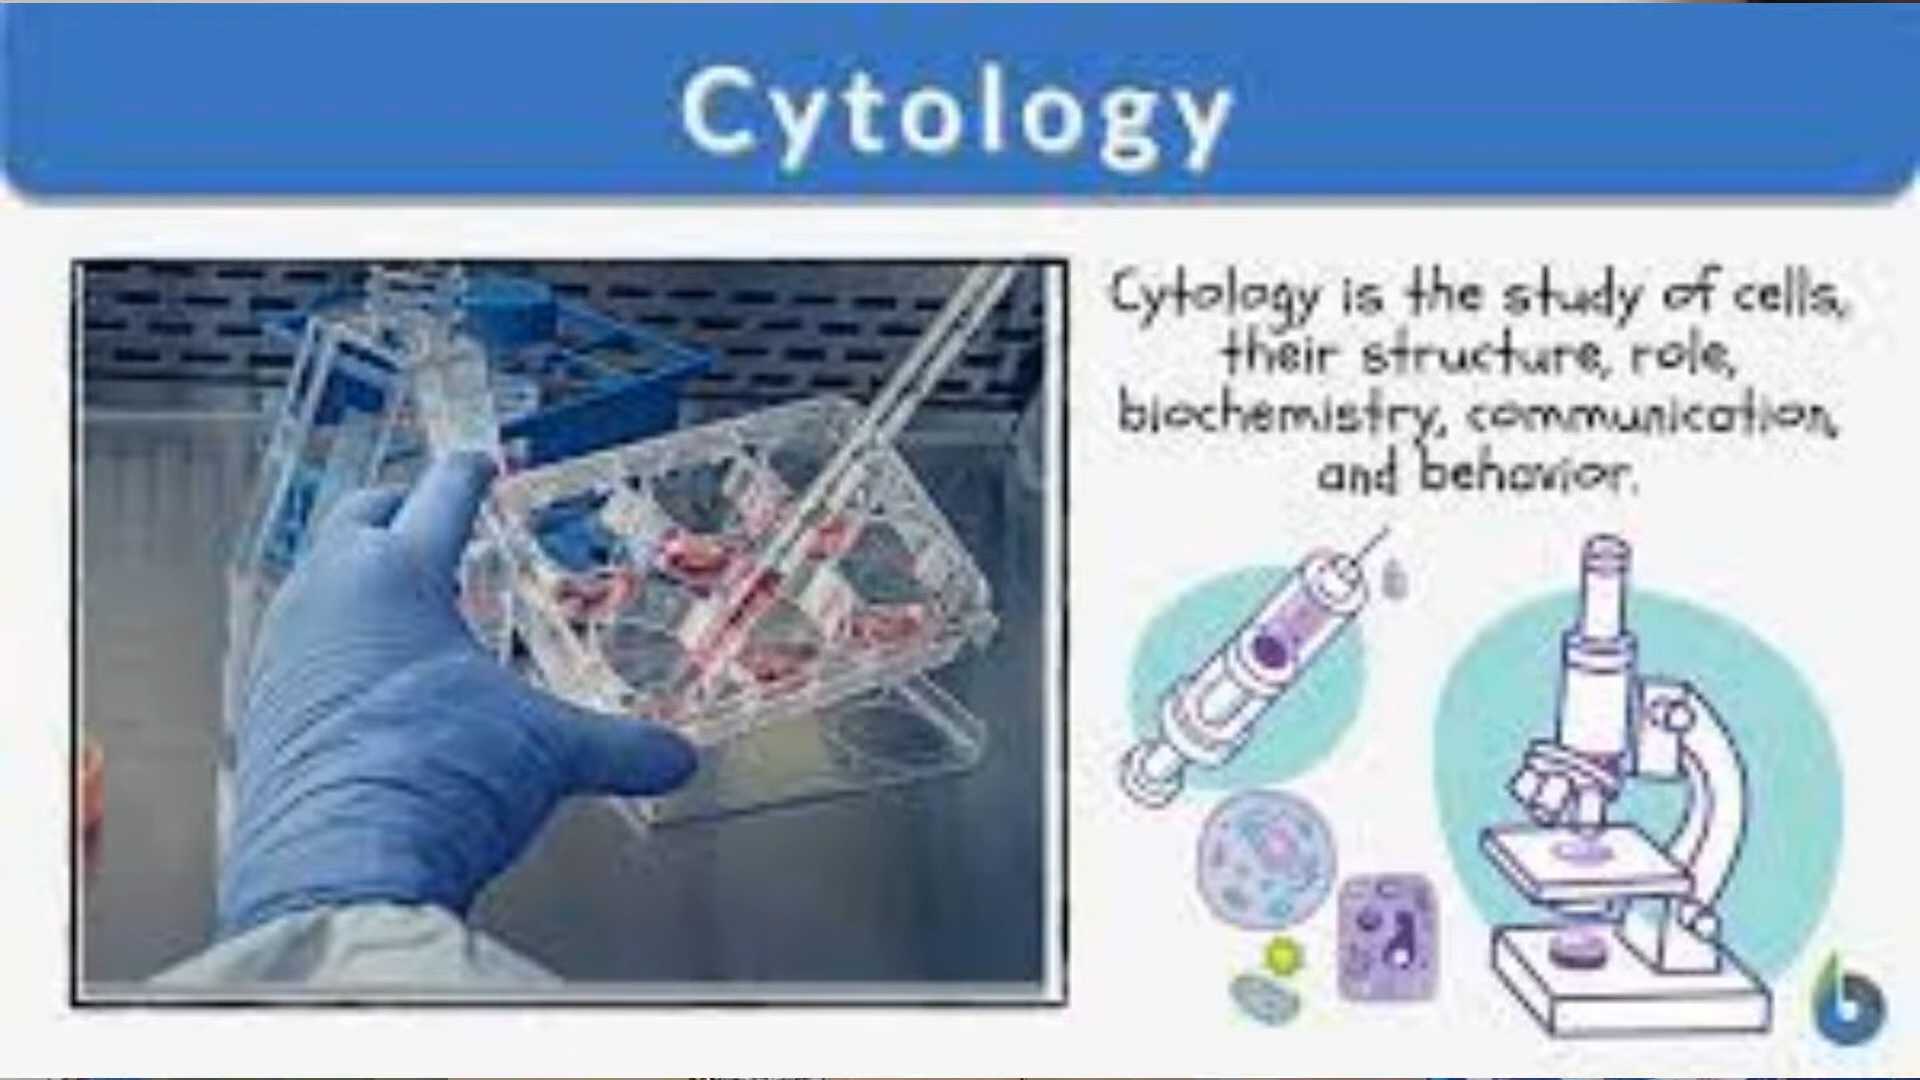 Cytology
Cytology is the study of cells,
their structure, role,
biochemistry, communication,
and behavior.